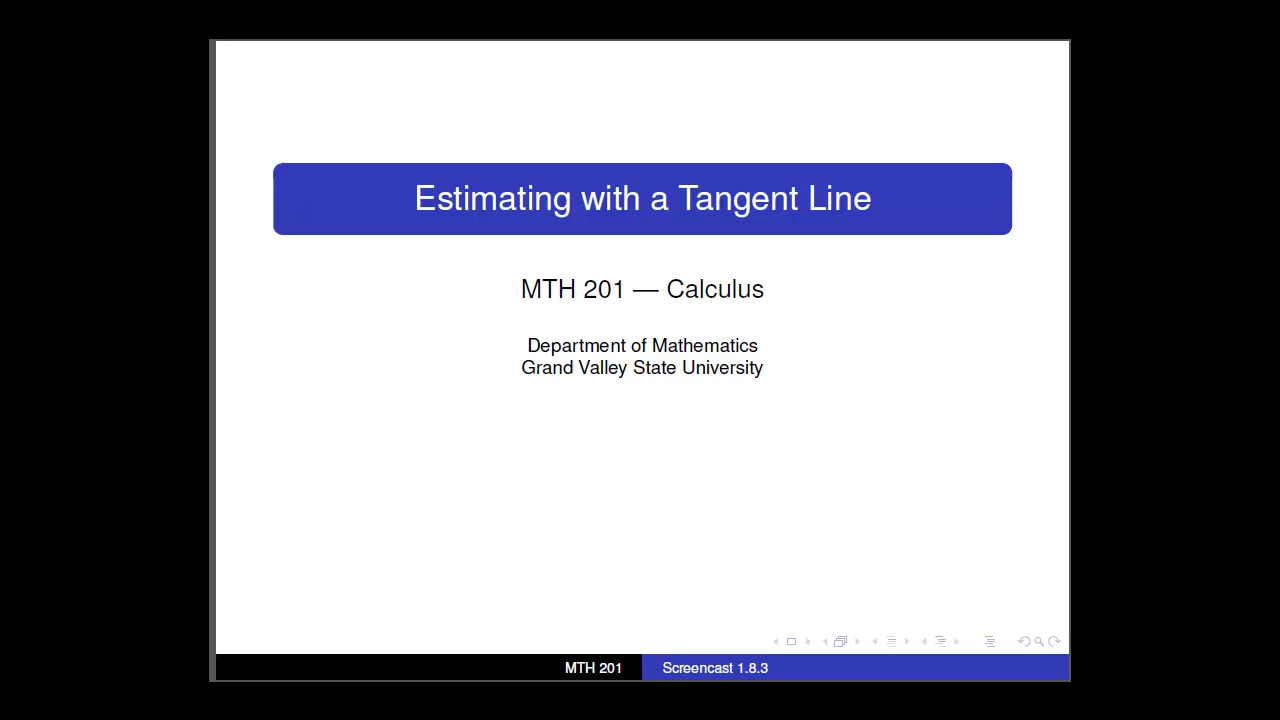 Estimating with a Tangent Line
MTH 201 — Calculus
Department of Mathematics
Grand Valley State University
MTH 201
Screencast 1.8.3